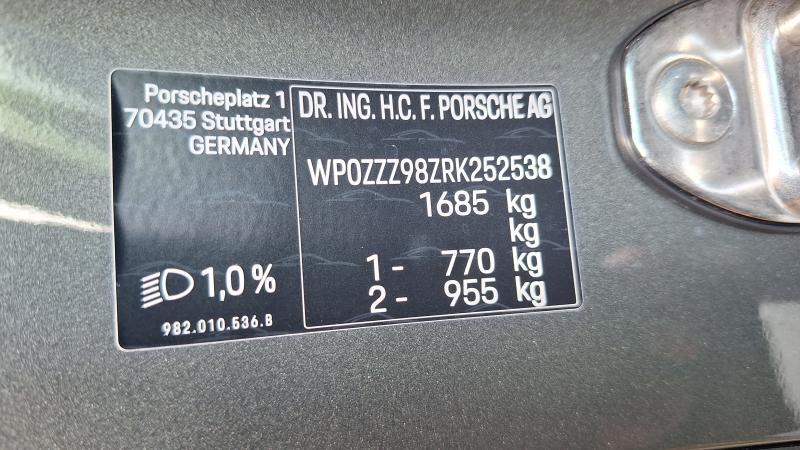 Porscheplatz 1
70435 Stuttgart
GERMANY
1,0 %
982.010.536.B
DR. ING. H.C. F. PORSCHE AG
WP0ZZZ98ZRK252538
1685 kg
kg
1 - 770 kg
2 - 955 kg